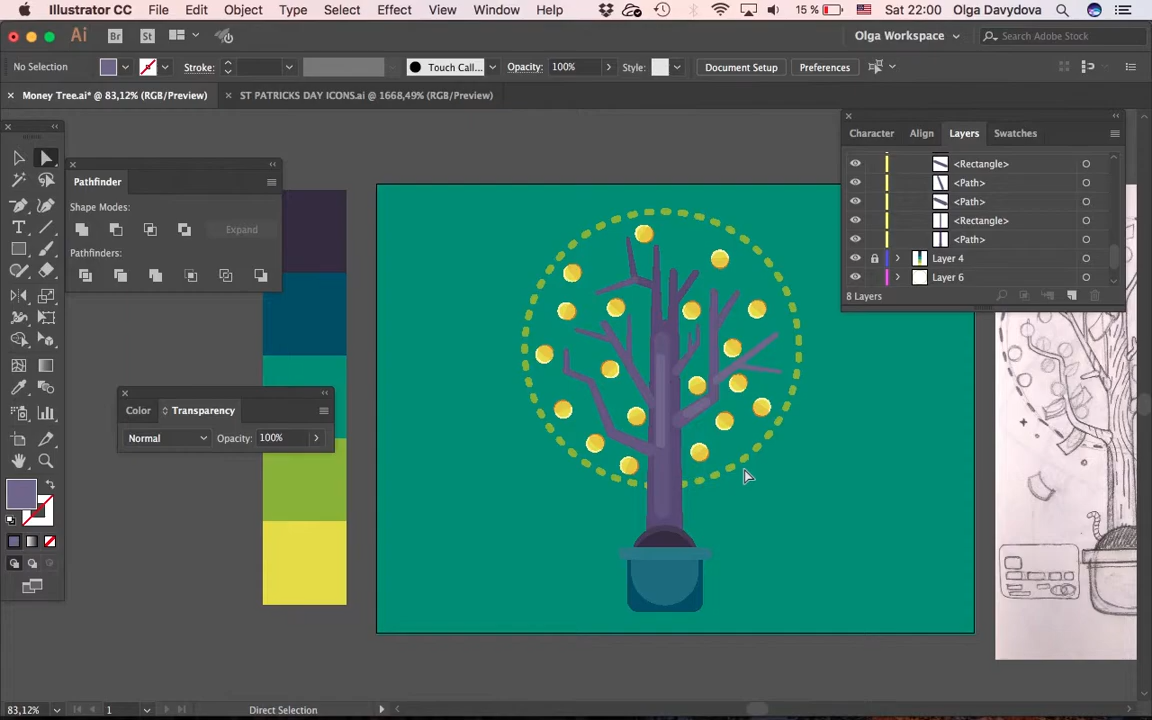 Illustrator CC File Edit Object Type Select Effect View Window Help 15 % Sat 22:00 Olga Davydova
Ai Br St Olga Workspace Search Adobe Stock
No Selection Stroke: Touch Call... Opacity: 100% Style: Document Setup Preferences
× Money Tree.ai* @ 83,12% (RGB/Preview) × ST PATRICKS DAY ICONS.ai @ 1668,49% (RGB/Preview)
Character Align Layers Swatches
<Rectangle>
<Path>
<Path>
<Rectangle>
<Path>
Layer 4
Layer 6
8 Layers
Pathfinder
Shape Modes:
Expand
Pathfinders:
Color Transparency
Normal Opacity: 100%
83,12% 1 Direct Selection